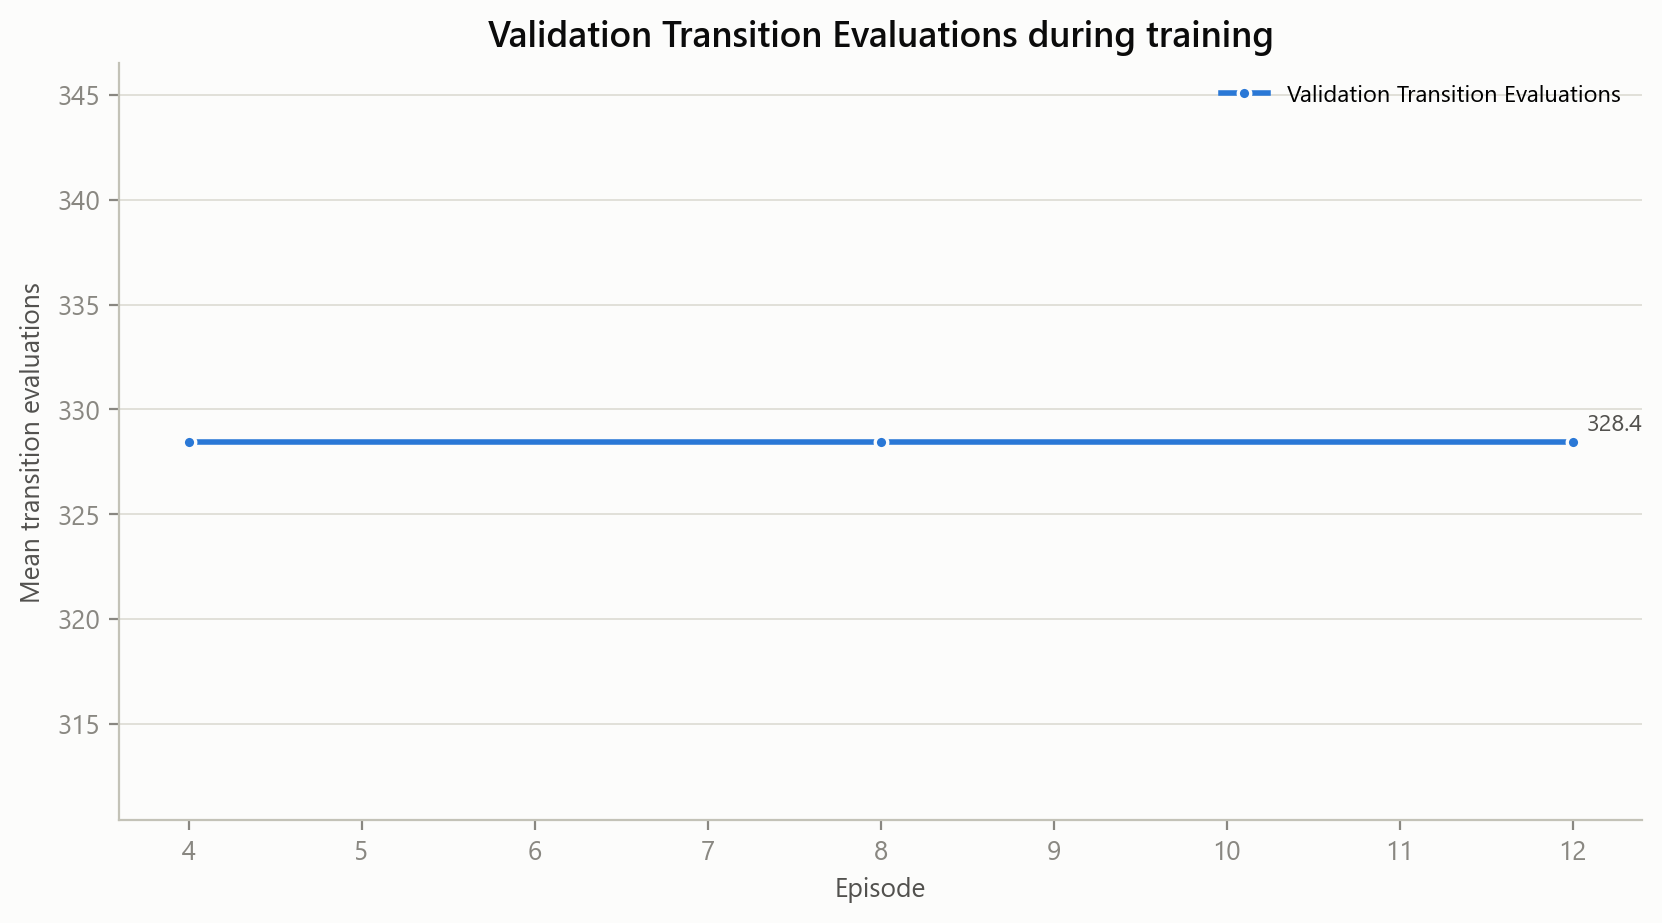 Validation Transition Evaluations during training
Validation Transition Evaluations
345
340
335
330
325
320
315
Mean transition evaluations
328.4
4 5 6 7 8 9 10 11 12
Episode